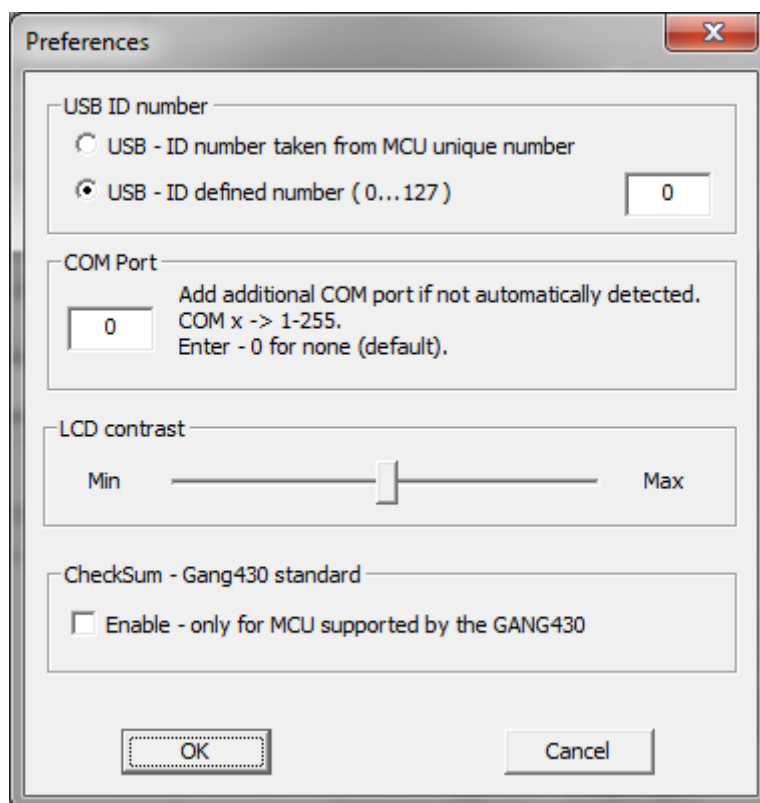 Preferences
USB ID number
USB - ID number taken from MCU unique number
USB - ID defined number ( 0...127 )
0
COM Port
0
Add additional COM port if not automatically detected.
COM x -> 1-255.
Enter - 0 for none (default).
LCD contrast
Min
Max
CheckSum - Gang430 standard
Enable - only for MCU supported by the GANG430
OK
Cancel